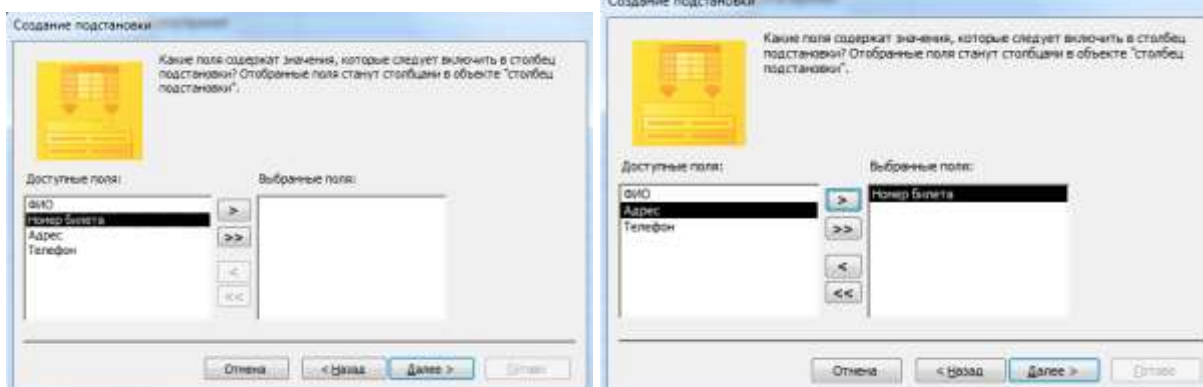 Создание подстановки
Какие поля содержат значения, которые следует включить в столбец
подстановки? Отобранные поля станут столбцами в объекте "столбец
подстановки".
Доступные поля:
Выбранные поля:
ФИО
Номер билета
Адрес
Телефон
>
>>
<
<<
Отмена
< Назад
Далее >
Готово
Создание подстановки
Какие поля содержат значения, которые следует включить в столбец
подстановки? Отобранные поля станут столбцами в объекте "столбец
подстановки".
Доступные поля:
Выбранные поля:
ФИО
Адрес
Телефон
>
>>
<
<<
Номер билета
Отмена
< Назад
Далее >
Готово